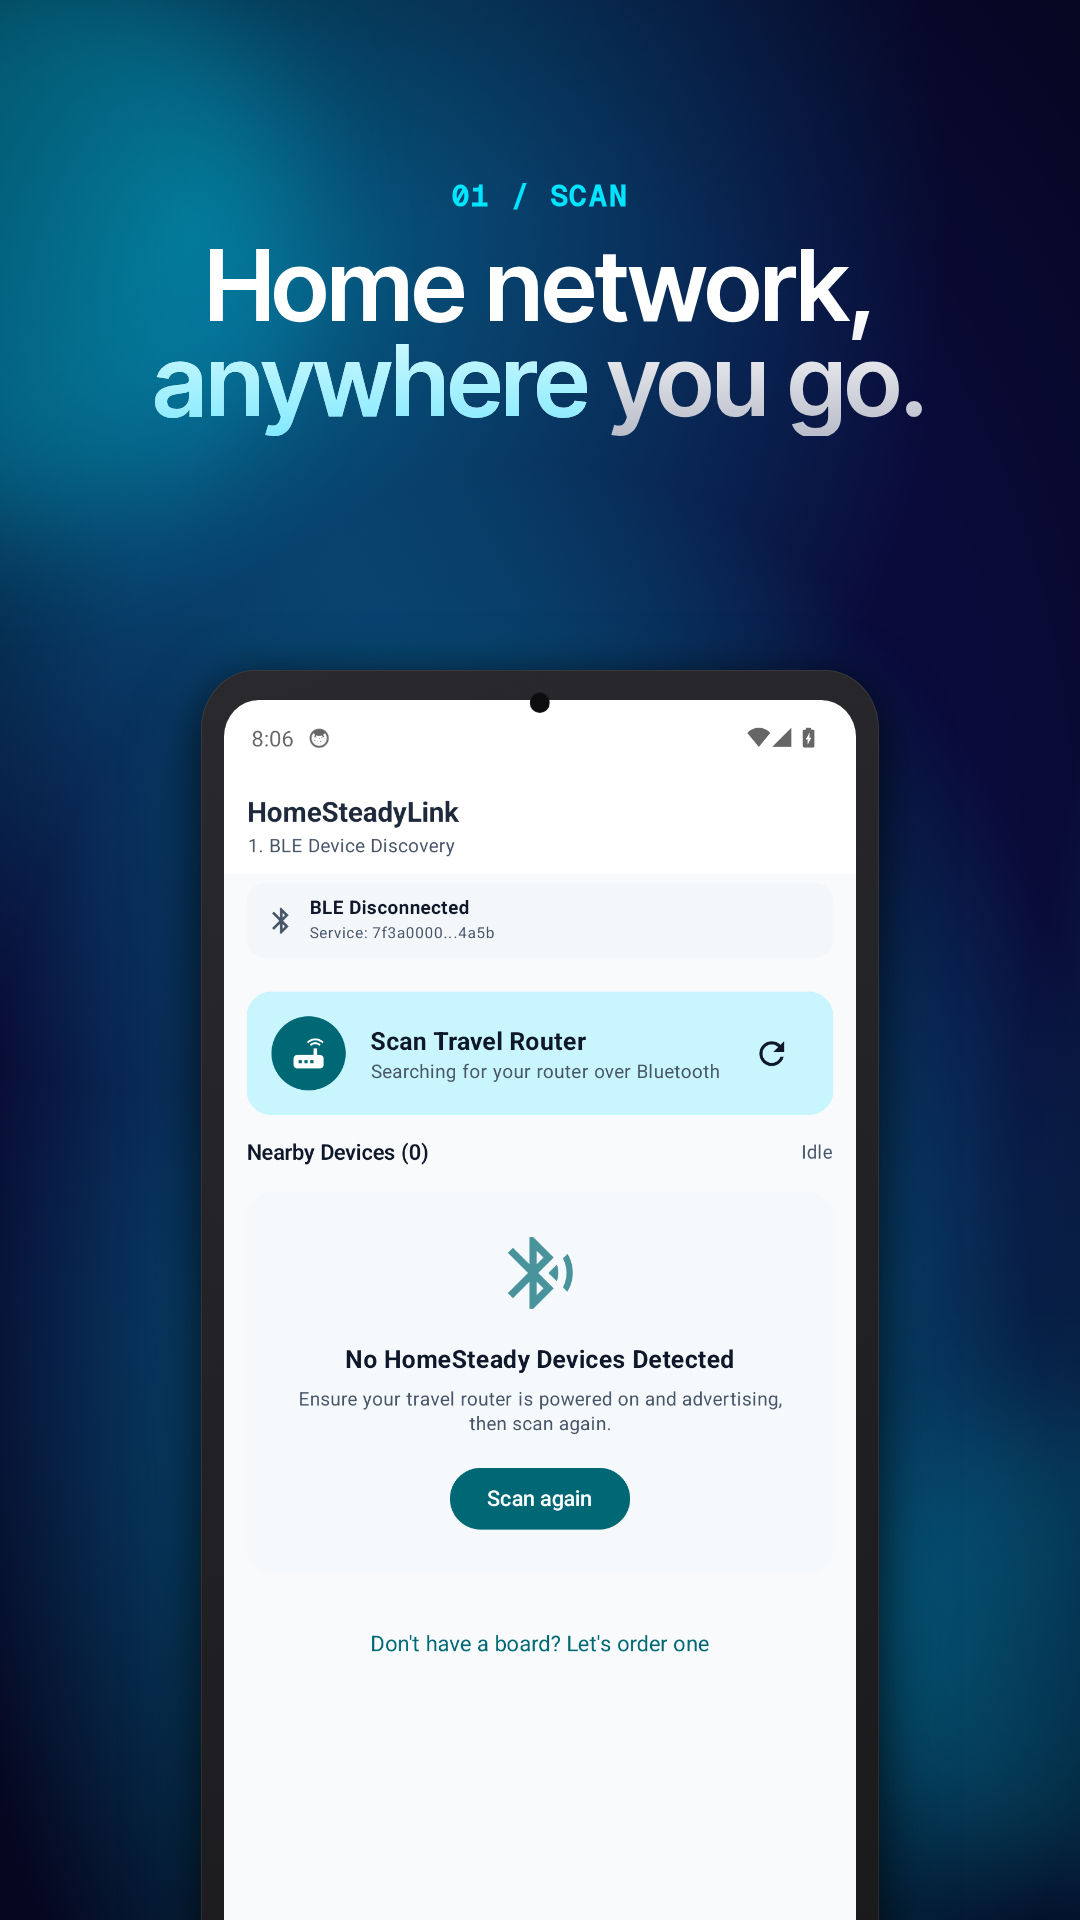 01 / SCAN
Home network,
anywhere you go.
8:06
HomeSteadyLink
1. BLE Device Discovery
BLE Disconnected
Service: 7f3a0000...4a5b
Scan Travel Router
Searching for your router over Bluetooth
Nearby Devices (0)
Idle
No HomeSteady Devices Detected
Ensure your travel router is powered on and advertising,
then scan again.
Scan again
Don't have a board? Let's order one